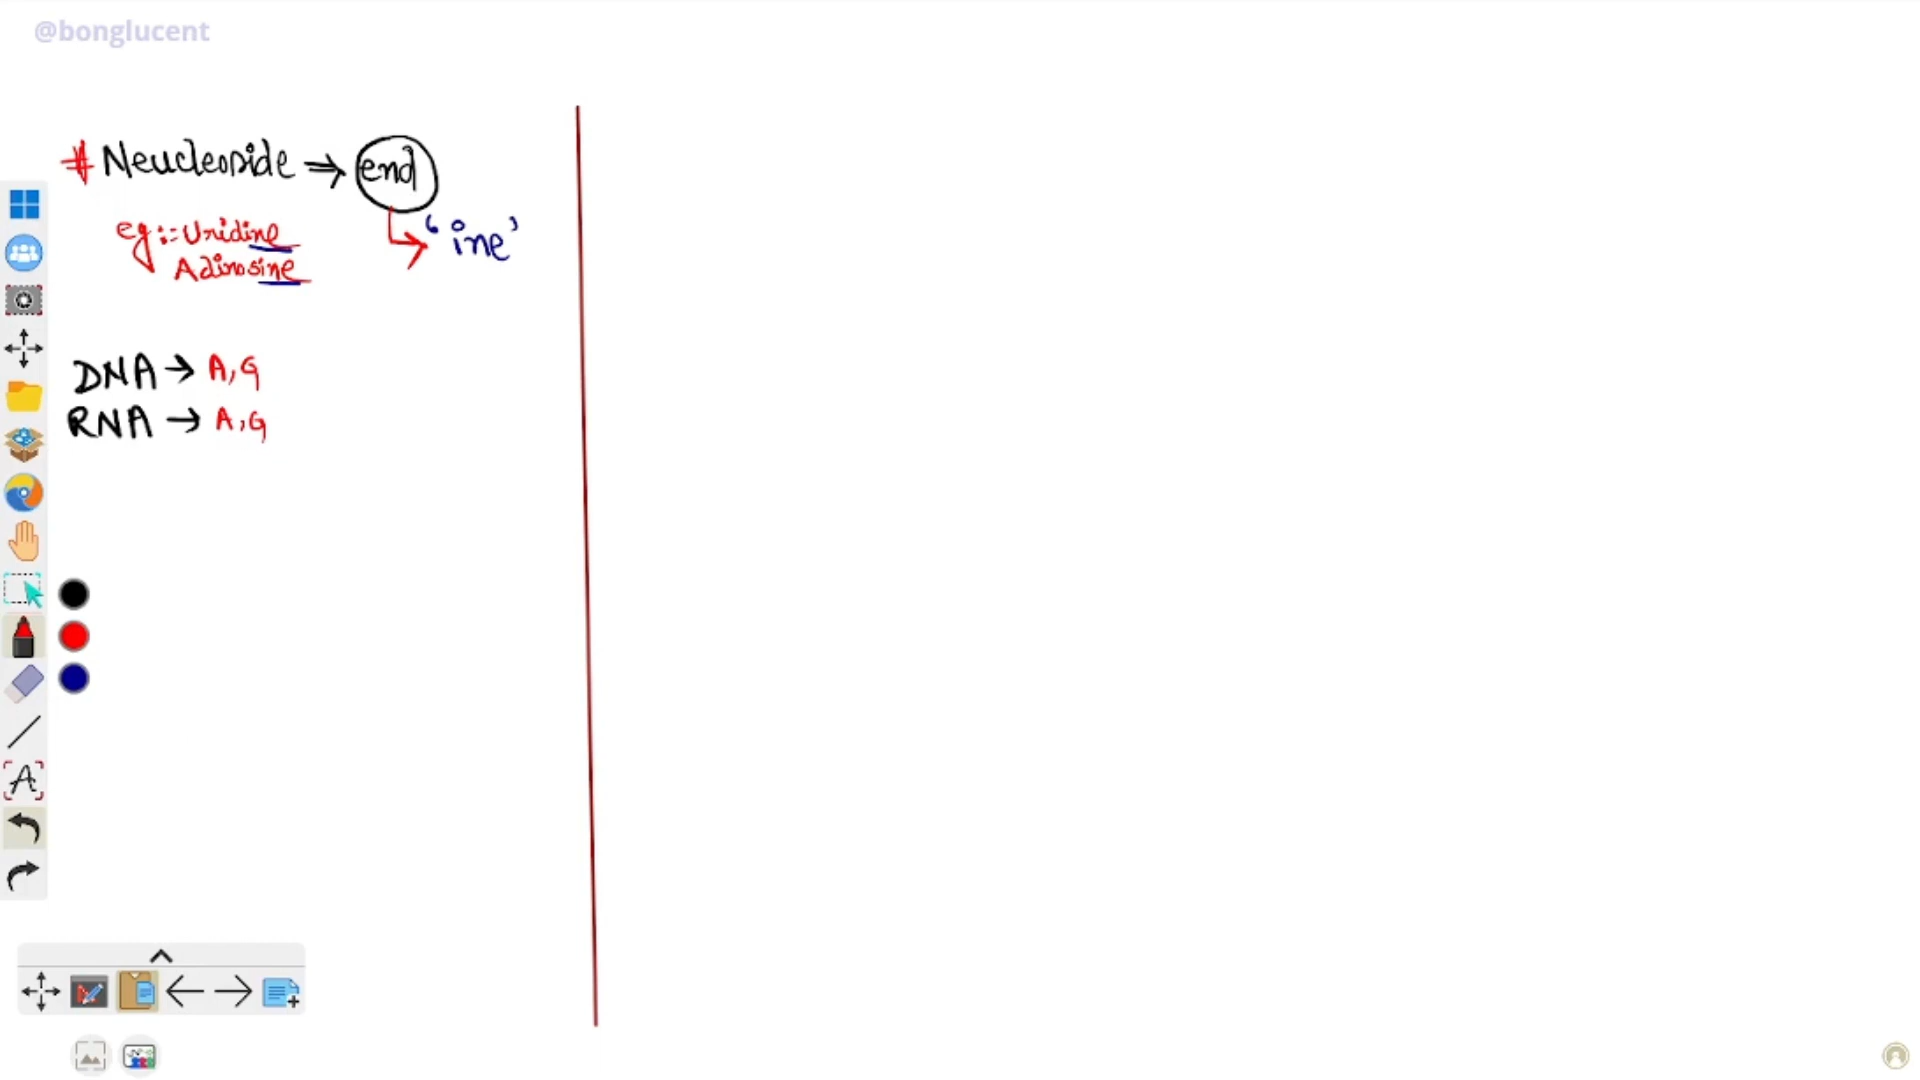 @bonglucent
# Neucleoside ⇒ end
eg :- Uridine
↳ 'ine'
Adinosine
DNA → A, G
RNA → A, G